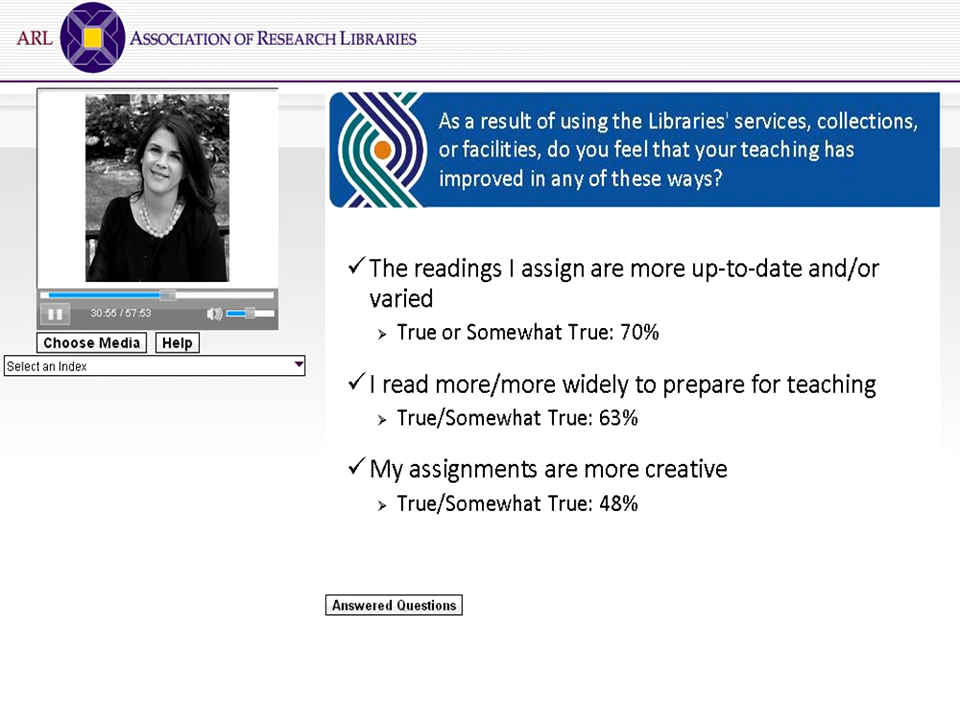 ARL ASSOCIATION OF RESEARCH LIBRARIES
30:55 / 57:53
Choose Media Help
Select an Index
As a result of using the Libraries' services, collections,
or facilities, do you feel that your teaching has
improved in any of these ways?
✓ The readings I assign are more up-to-date and/or
varied
➢ True or Somewhat True: 70%
✓ I read more/more widely to prepare for teaching
➢ True/Somewhat True: 63%
✓ My assignments are more creative
➢ True/Somewhat True: 48%
Answered Questions